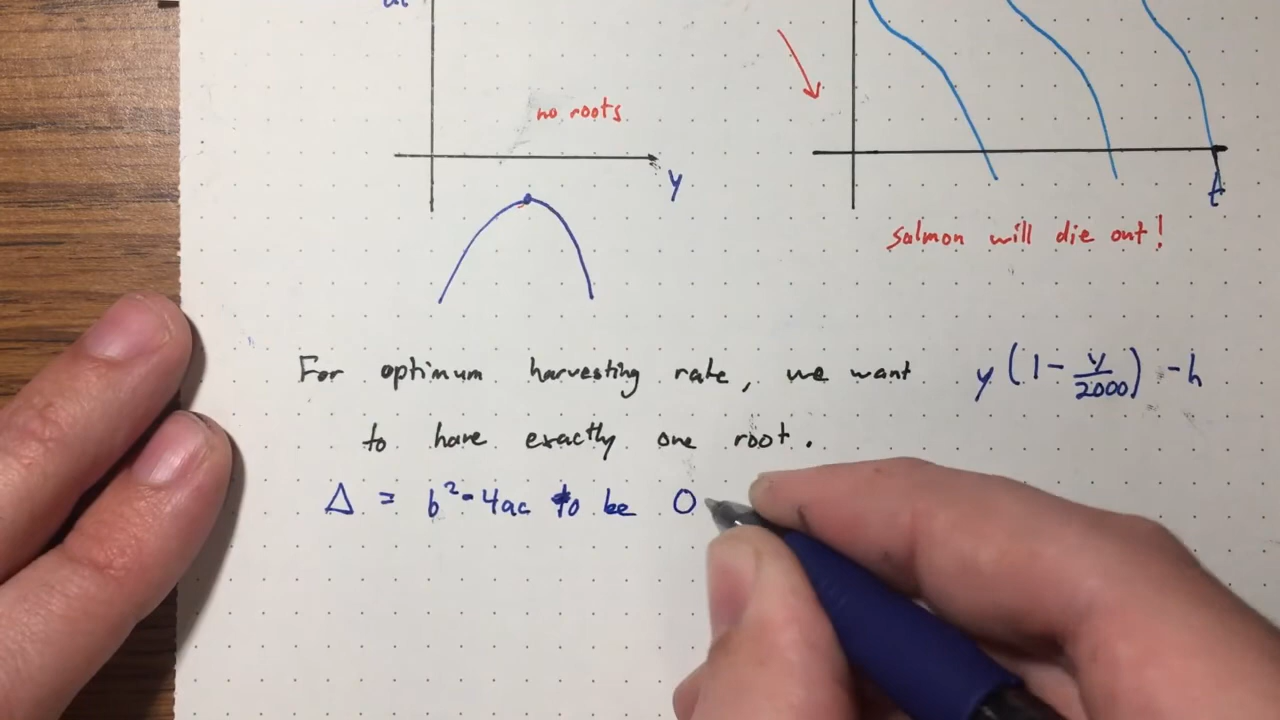 no roots
y
t
salmon will die out!
For optimum harvesting rate, we want y(1 - y/2000) - h
to have exactly one root.
Δ = b² - 4ac to be 0